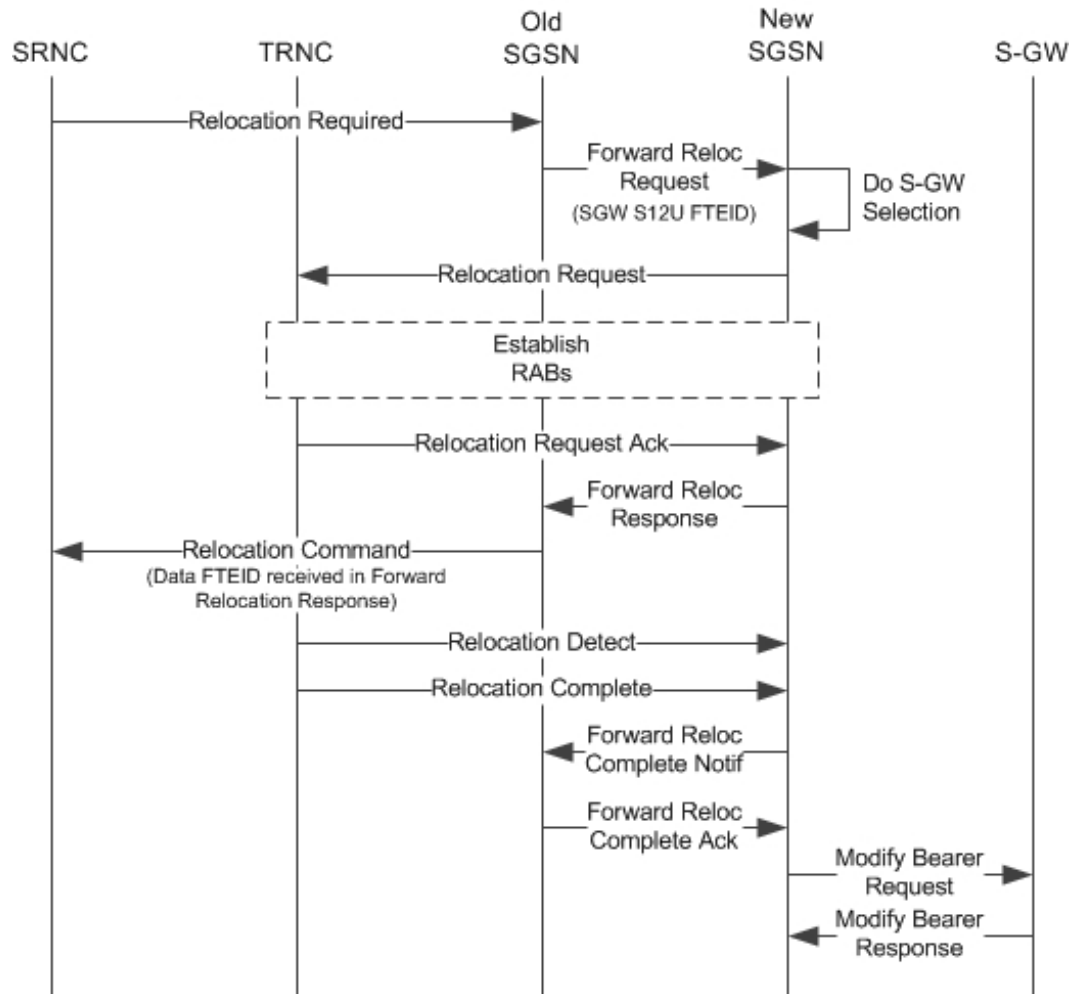 Old
New
SRNC
TRNC
SGSN
SGSN
S-GW
Relocation Required
Forward Reloc
Request
(SGW S12U FTEID)
Do S-GW
Selection
Relocation Request
Establish
RABs
Relocation Request Ack
Forward Reloc
Response
Relocation Command
(Data FTEID received in Forward
Relocation Response)
Relocation Detect
Relocation Complete
Forward Reloc
Complete Notif
Forward Reloc
Complete Ack
Modify Bearer
Request
Modify Bearer
Response